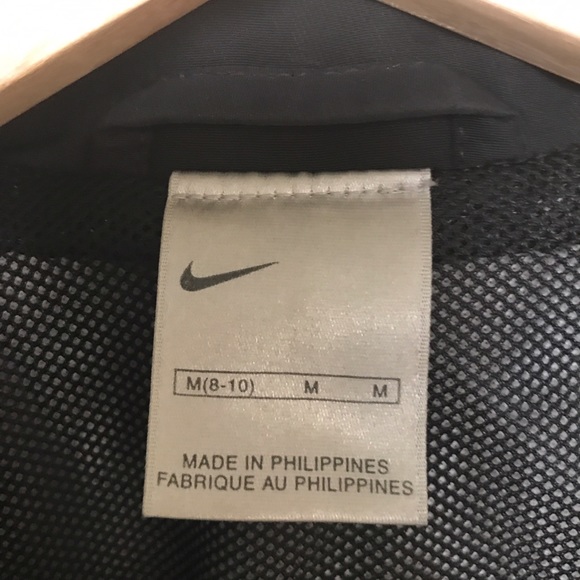 M(8-10) M M
MADE IN PHILIPPINES
FABRIQUE AU PHILIPPINES